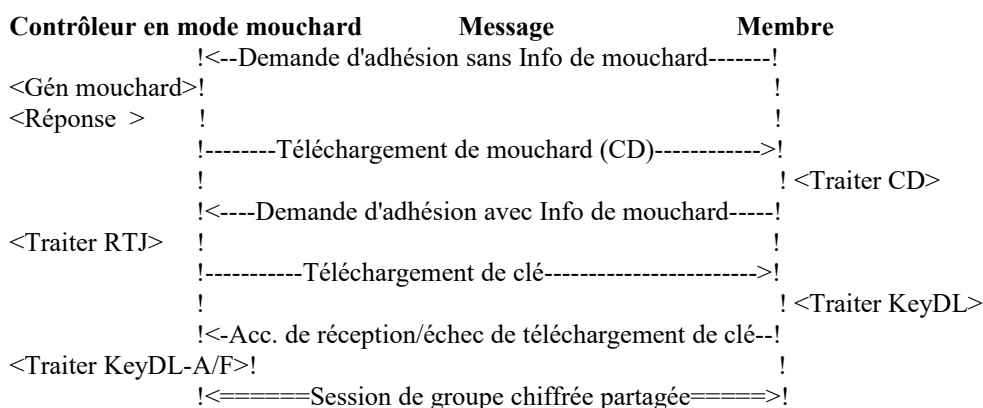 Contrôleur en mode mouchard Message Membre
!<--Demande d'adhésion sans Info de mouchard-------!
<Gén mouchard>! !
<Réponse > ! !
!--------Téléchargement de mouchard (CD)------------>!
! ! <Traiter CD>
!<----Demande d'adhésion avec Info de mouchard-----!
<Traiter RTJ> ! !
!-----------Téléchargement de clé------------------------>!
! ! <Traiter KeyDL>
!<-Acc. de réception/échec de téléchargement de clé--!
<Traiter KeyDL-A/F>! !
!<======Session de groupe chiffrée partagée=====>!